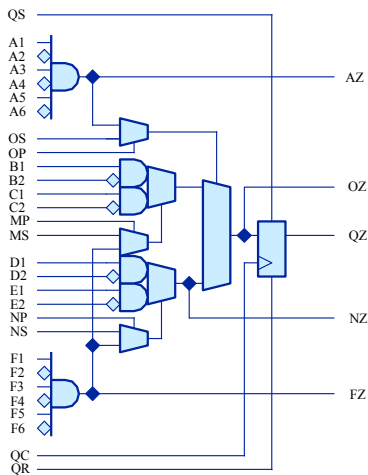 QS
A1
A2
A3
AZ
A4
A5
A6
OS
OP
B1
B2
OZ
C1
C2
MP
MS
QZ
D1
D2
E1
E2
NP
NZ
NS
F1
F2
F3
FZ
F4
F5
F6
QC
QR